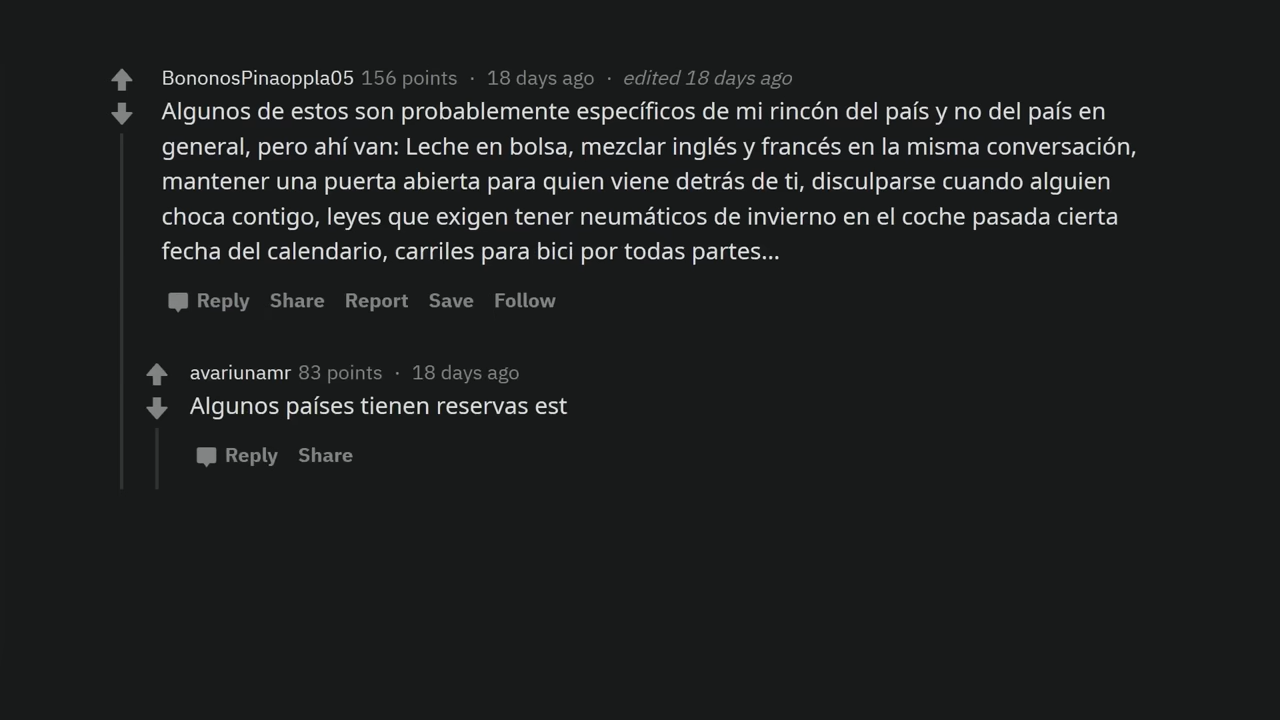 BononosPinaoppla05 156 points · 18 days ago · edited 18 days ago
Algunos de estos son probablemente específicos de mi rincón del país y no del país en
general, pero ahí van: Leche en bolsa, mezclar inglés y francés en la misma conversación,
mantener una puerta abierta para quien viene detrás de ti, disculparse cuando alguien
choca contigo, leyes que exigen tener neumáticos de invierno en el coche pasada cierta
fecha del calendario, carriles para bici por todas partes...
Reply Share Report Save Follow
avariunamr 83 points · 18 days ago
Algunos países tienen reservas est
Reply Share